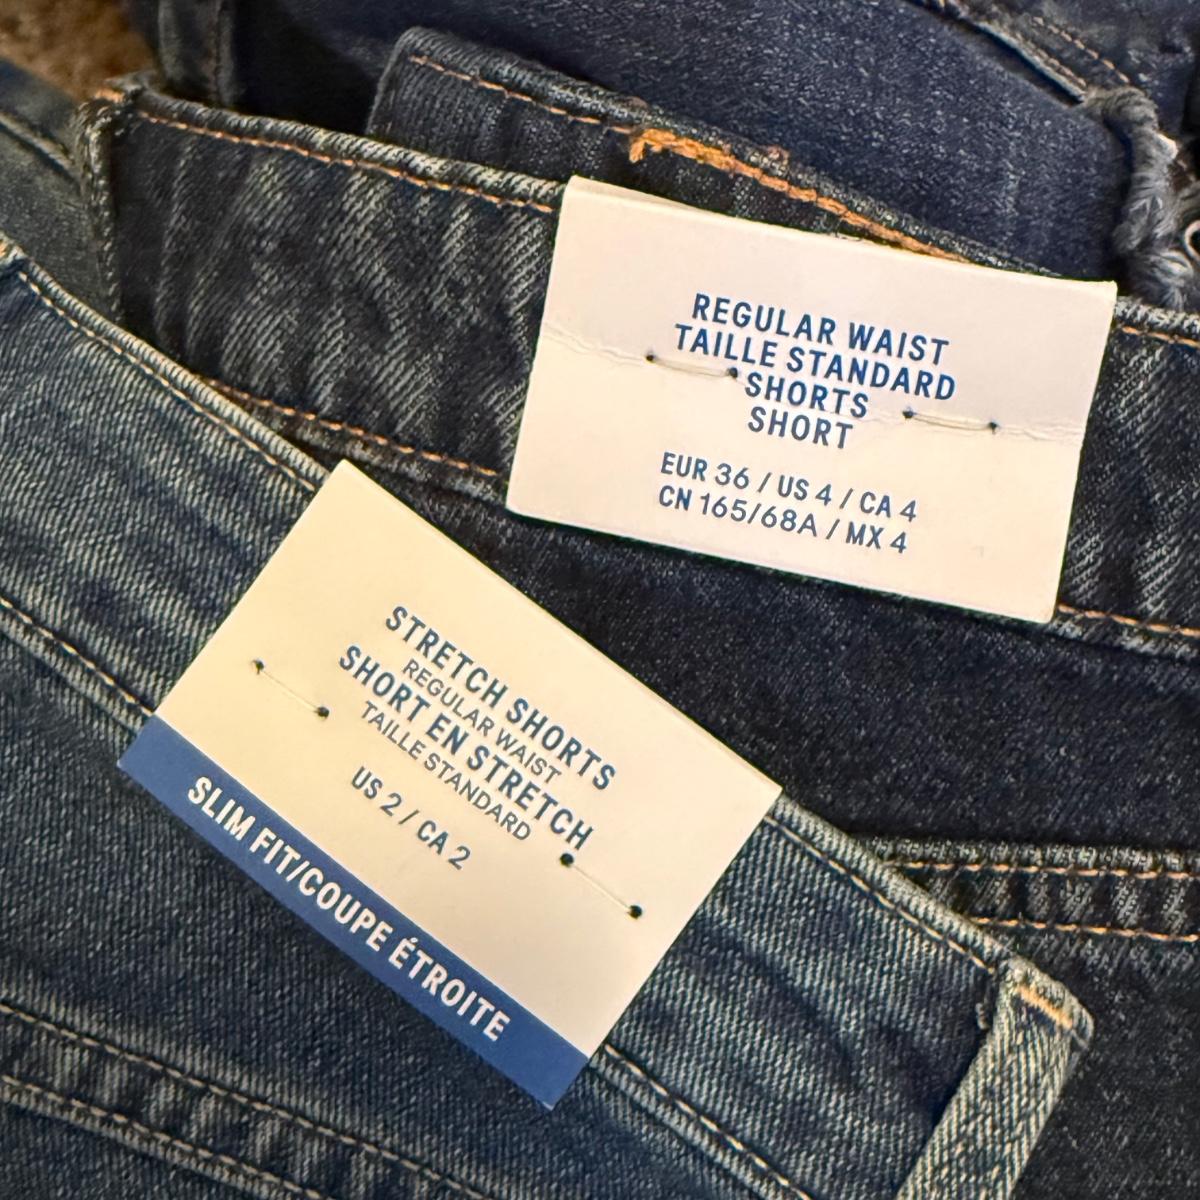 REGULAR WAIST
TAILLE STANDARD
SHORTS
SHORT
EUR 36 / US 4 / CA 4
CN 165/68A / MX 4
STRETCH SHORTS
REGULAR WAIST
SHORT EN STRETCH
TAILLE STANDARD
US 2 / CA 2
SLIM FIT/COUPE ÉTROITE